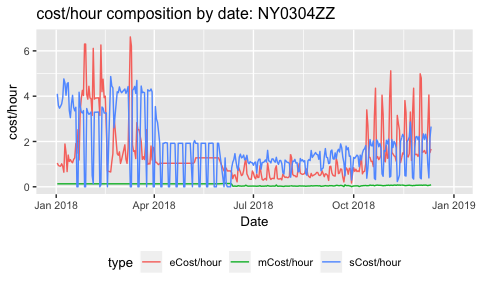 cost/hour composition by date: NY0304ZZ
cost/hour
6
4
2
0
Jan 2018 Apr 2018 Jul 2018 Oct 2018 Jan 2019
Date
type eCost/hour mCost/hour sCost/hour